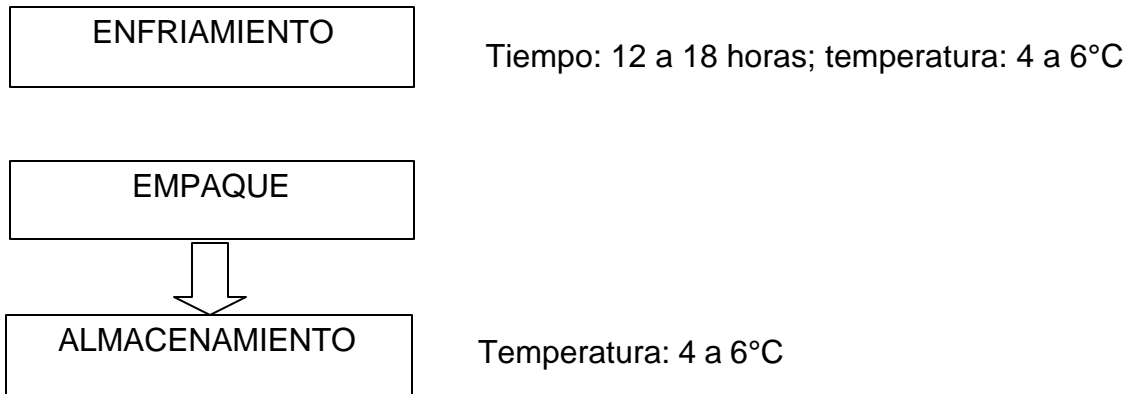 ENFRIAMIENTO
Tiempo: 12 a 18 horas; temperatura: 4 a 6°C
EMPAQUE
ALMACENAMIENTO
Temperatura: 4 a 6°C